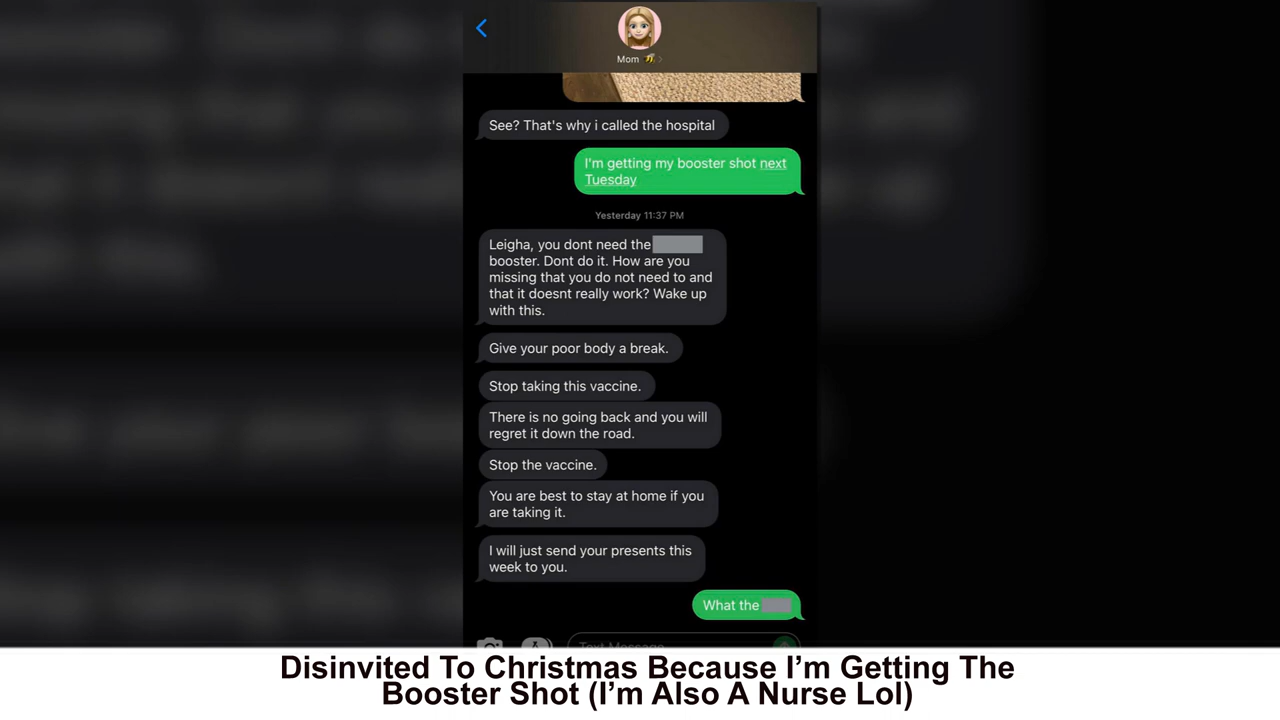 Mom
See? That's why i called the hospital
I'm getting my booster shot next
Tuesday
Yesterday 11:37 PM
Leigha, you dont need the
booster. Dont do it. How are you
missing that you do not need to and
that it doesnt really work? Wake up
with this.
Give your poor body a break.
Stop taking this vaccine.
There is no going back and you will
regret it down the road.
Stop the vaccine.
You are best to stay at home if you
are taking it.
I will just send your presents this
week to you.
What the
Text Message
Disinvited To Christmas Because I’m Getting The
Booster Shot (I’m Also A Nurse Lol)